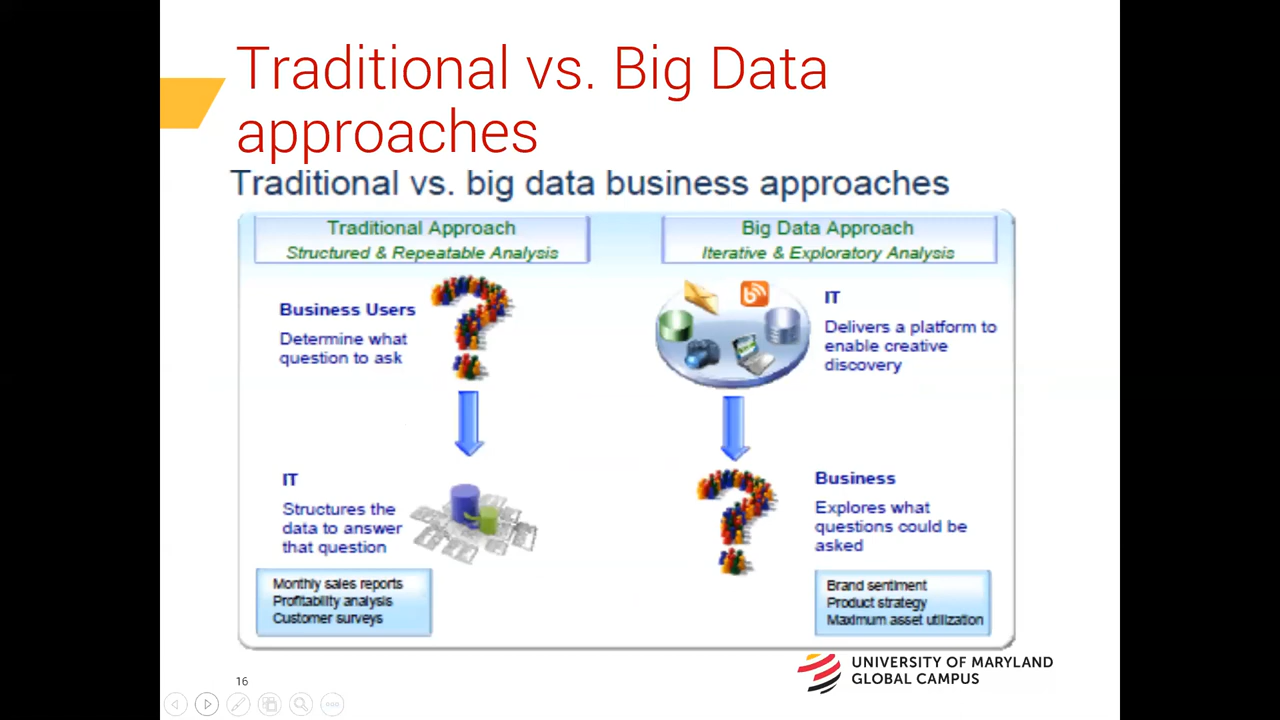 Traditional vs. Big Data
approaches
Traditional vs. big data business approaches
Traditional Approach
Structured & Repeatable Analysis
Business Users
Determine what
question to ask
IT
Structures the
data to answer
that question
Monthly sales reports
Profitability analysis
Customer surveys
Big Data Approach
Iterative & Exploratory Analysis
IT
Delivers a platform to
enable creative
discovery
Business
Explores what
questions could be
asked
Brand sentiment
Product strategy
Maximum asset utilization
16
UNIVERSITY OF MARYLAND
GLOBAL CAMPUS